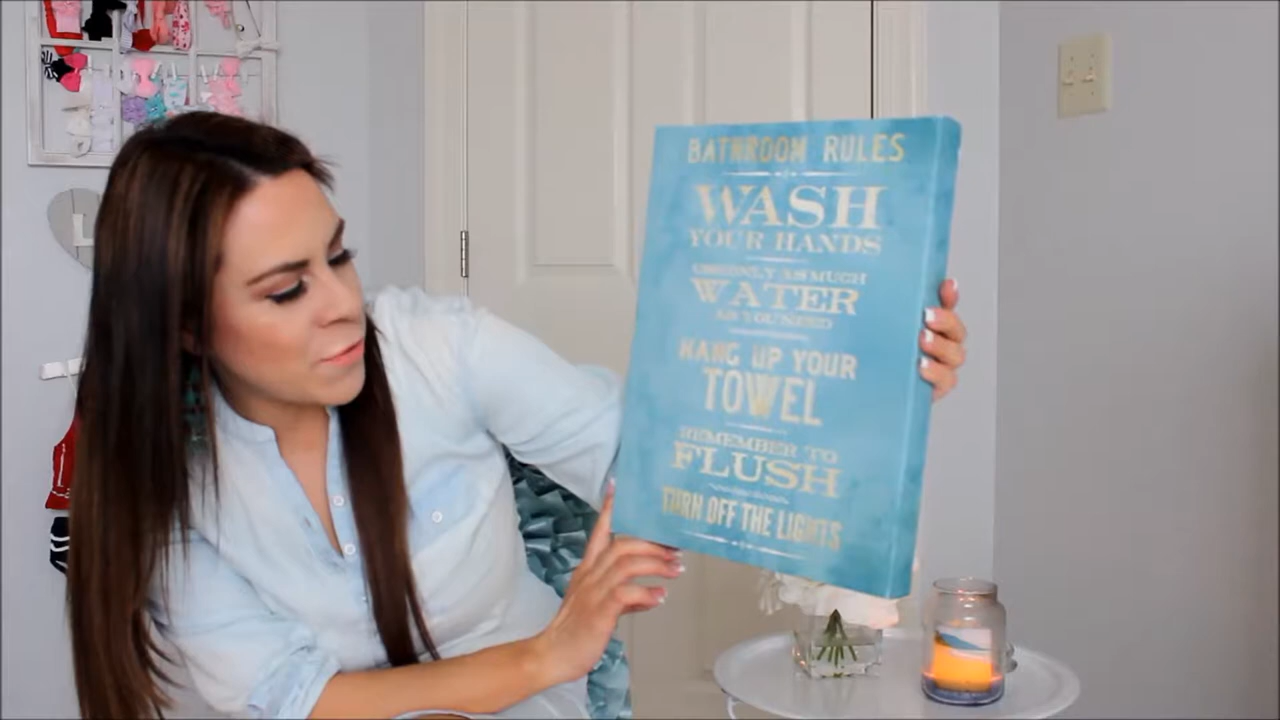 BATHROOM RULES
WASH
YOUR HANDS
USE ONLY AS MUCH
WATER
AS YOU NEED
HANG UP YOUR
TOWEL
REMEMBER TO
FLUSH
TURN OFF THE LIGHTS
L